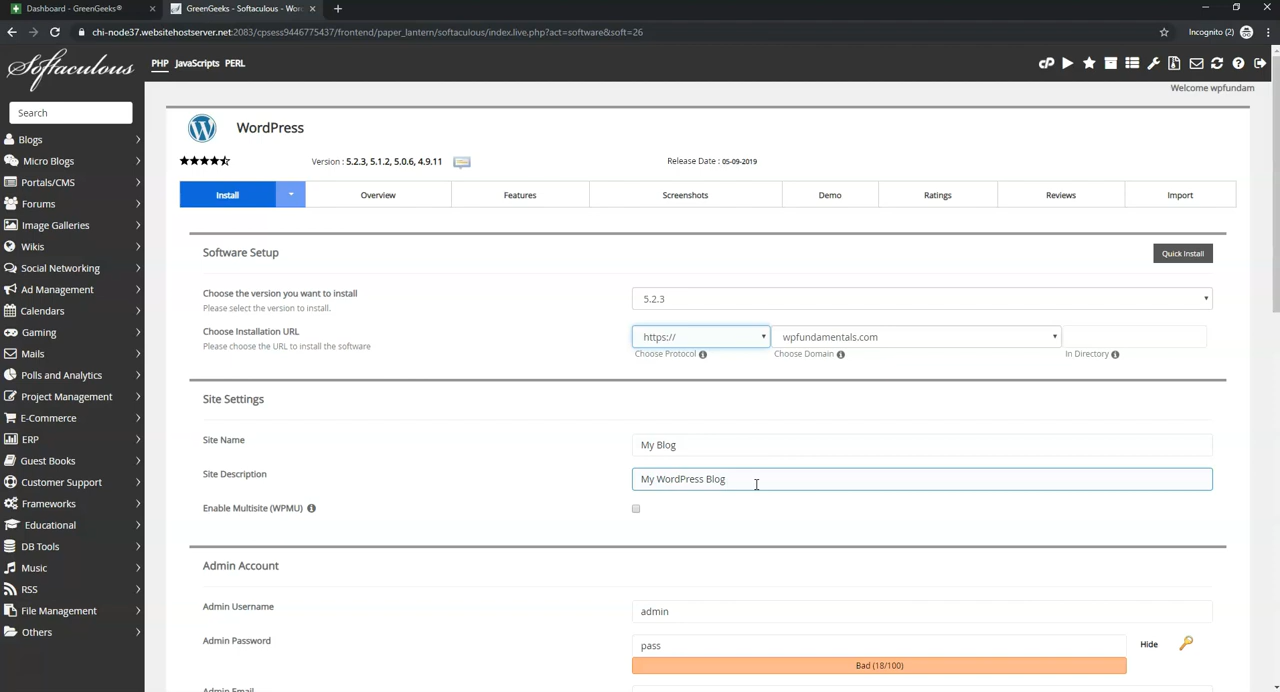 Dashboard - GreenGeeks®
GreenGeeks - Softaculous - Wor
chi-node37.websitehostserver.net:2083/cpsess9446775437/frontend/paper_lantern/softaculous/index.live.php?act=software&soft=26
Incognito (2)
Softaculous
PHP JavaScripts PERL
cP
Welcome wpfundam
Search
Blogs
Micro Blogs
Portals/CMS
Forums
Image Galleries
Wikis
Social Networking
Ad Management
Calendars
Gaming
Mails
Polls and Analytics
Project Management
E-Commerce
ERP
Guest Books
Customer Support
Frameworks
Educational
DB Tools
Music
RSS
File Management
Others
WordPress
Version : 5.2.3, 5.1.2, 5.0.6, 4.9.11
Release Date : 05-09-2019
Install
Overview
Features
Screenshots
Demo
Ratings
Reviews
Import
Software Setup
Quick Install
Choose the version you want to install
Please select the version to install.
5.2.3
Choose Installation URL
Please choose the URL to install the software
https://
wpfundamentals.com
Choose Protocol
Choose Domain
In Directory
Site Settings
Site Name
My Blog
Site Description
My WordPress Blog
Enable Multisite (WPMU)
Admin Account
Admin Username
admin
Admin Password
pass
Hide
Bad (18/100)
Admin Email